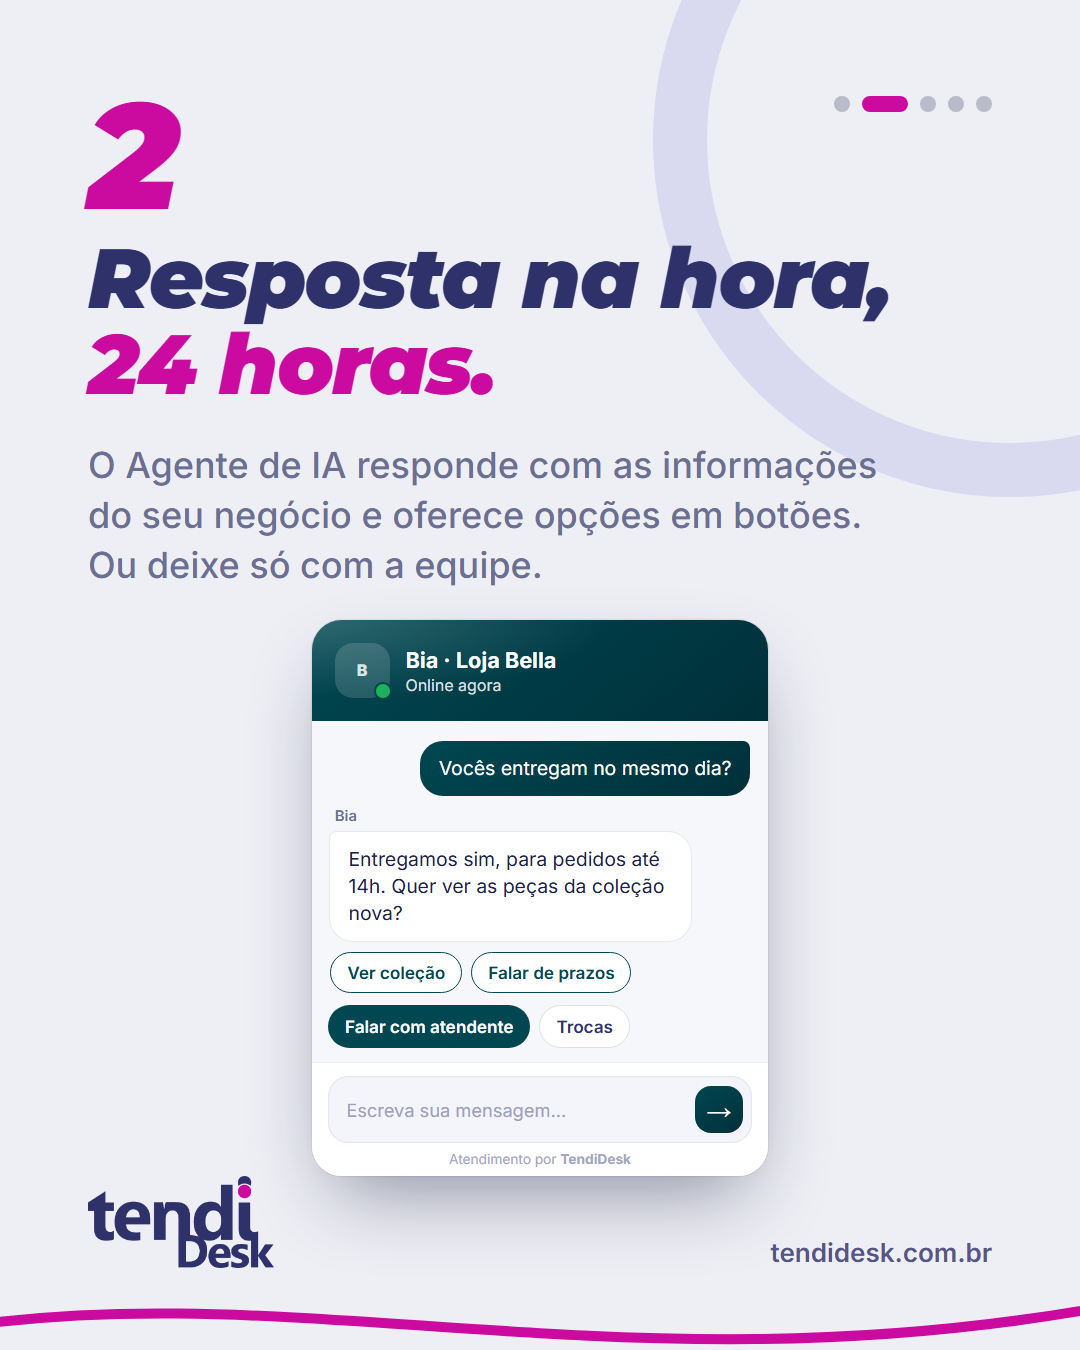 2
Resposta na hora,
24 horas.
O Agente de IA responde com as informações
do seu negócio e oferece opções em botões.
Ou deixe só com a equipe.
B
Bia · Loja Bella
Online agora
Vocês entregam no mesmo dia?
Bia
Entregamos sim, para pedidos até
14h. Quer ver as peças da coleção
nova?
Ver coleção
Falar de prazos
Falar com atendente
Trocas
Escreva sua mensagem...
→
Atendimento por TendiDesk
tendi
Desk
tendidesk.com.br